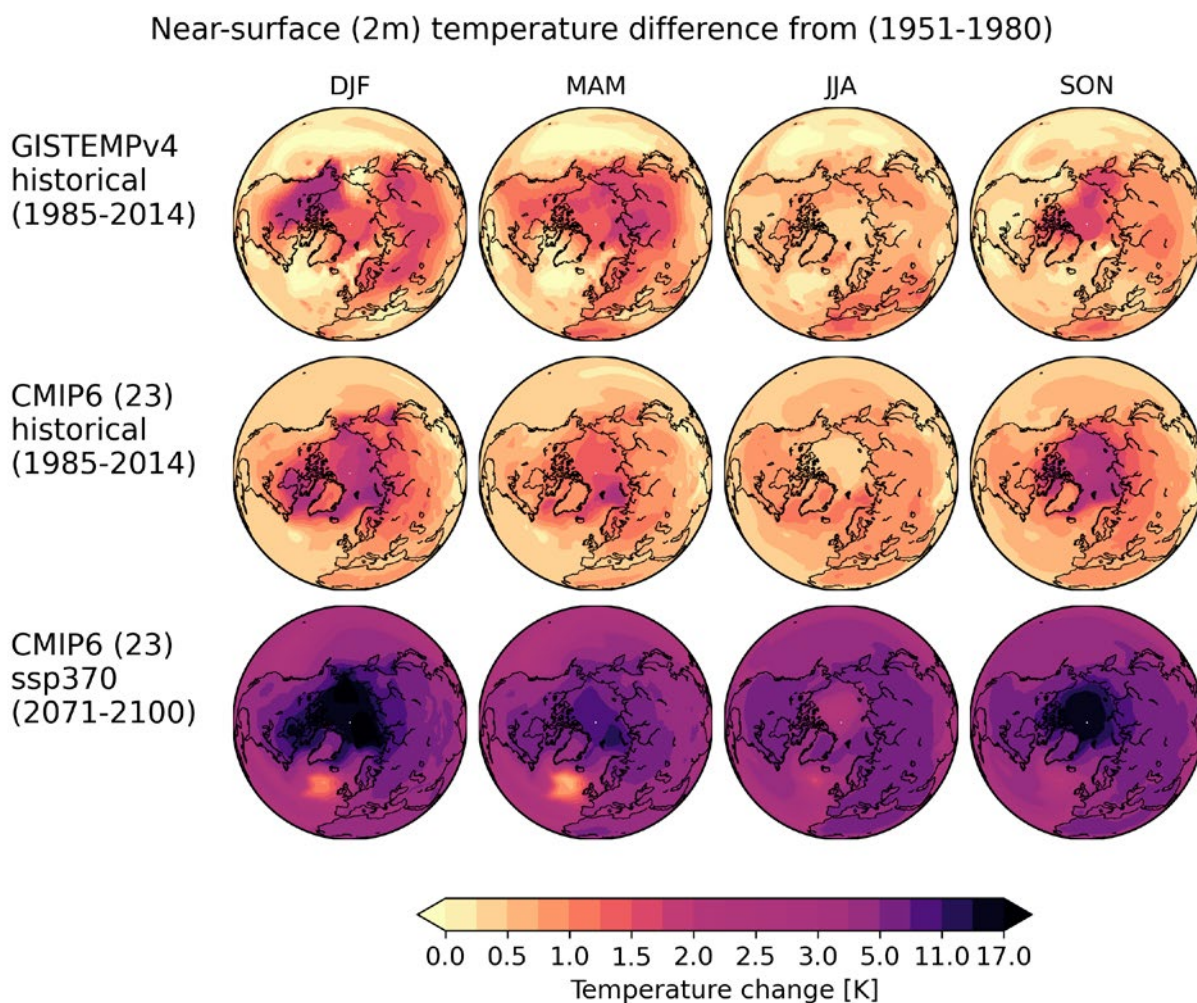 Near-surface (2m) temperature difference from (1951-1980)
DJF MAM JJA SON
GISTEMPv4
historical
(1985-2014)
CMIP6 (23)
historical
(1985-2014)
CMIP6 (23)
ssp370
(2071-2100)
0.0 0.5 1.0 1.5 2.0 2.5 3.0 5.0 11.0 17.0
Temperature change [K]